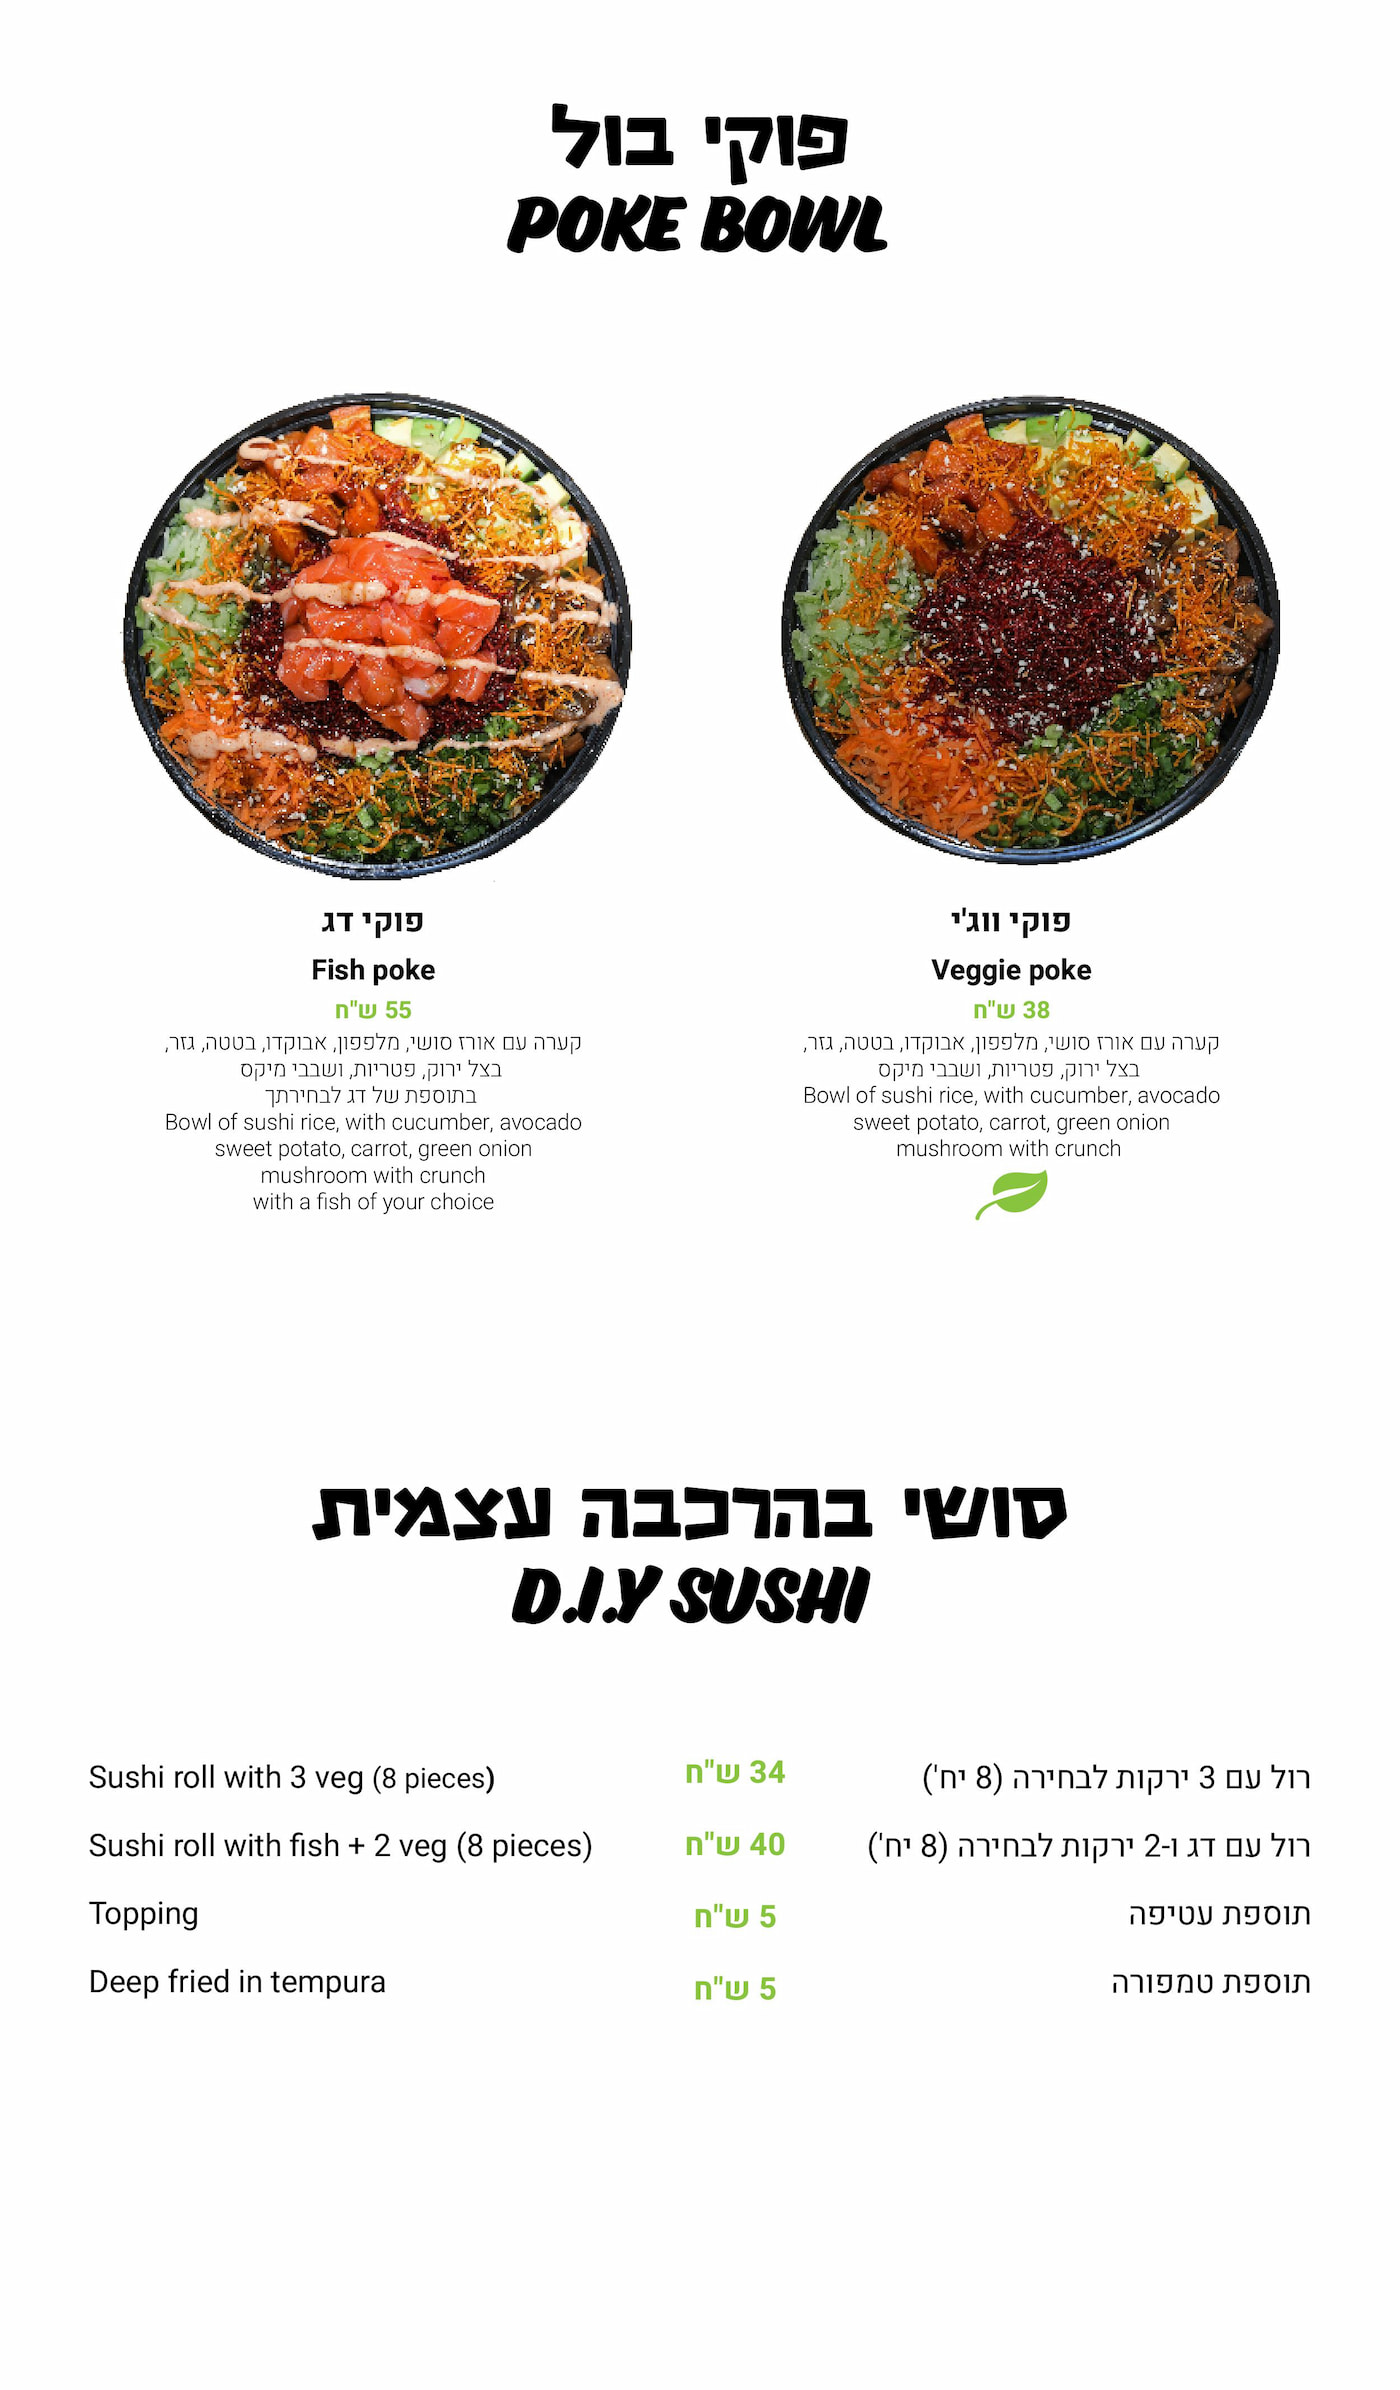 פוקי בול
POKE BOWL
פוקי דג
Fish poke
55 ש"ח
קערה עם אורז סושי, מלפפון, אבוקדו, בטטה, גזר,
בצל ירוק, פטריות, ושבבי מיקס
בתוספת של דג לבחירתך
Bowl of sushi rice, with cucumber, avocado
sweet potato, carrot, green onion
mushroom with crunch
with a fish of your choice
פוקי ווג'י
Veggie poke
38 ש"ח
קערה עם אורז סושי, מלפפון, אבוקדו, בטטה, גזר,
בצל ירוק, פטריות, ושבבי מיקס
Bowl of sushi rice, with cucumber, avocado
sweet potato, carrot, green onion
mushroom with crunch
סושי בהרכבה עצמית
D.I.Y SUSHI
Sushi roll with 3 veg (8 pieces) 34 ש"ח רול עם 3 ירקות לבחירה (8 יח')
Sushi roll with fish + 2 veg (8 pieces) 40 ש"ח רול עם דג ו-2 ירקות לבחירה (8 יח')
Topping 5 ש"ח תוספת עטיפה
Deep fried in tempura 5 ש"ח תוספת טמפורה